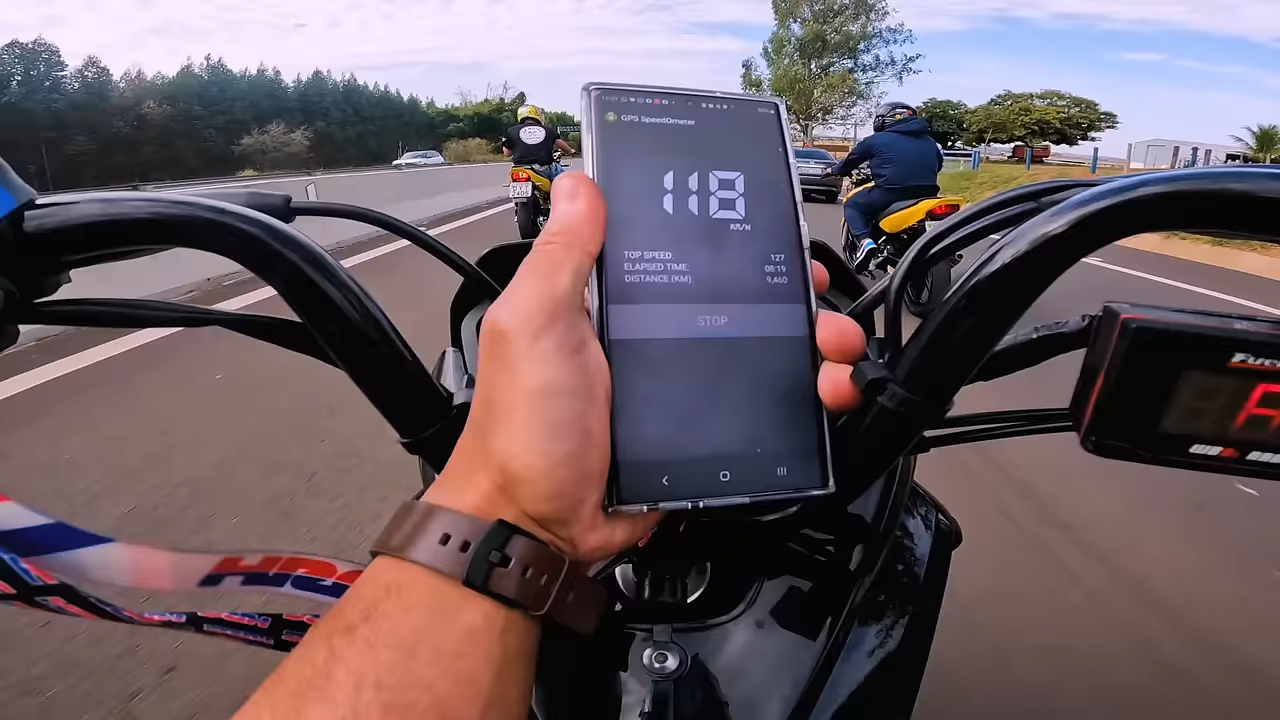 GPS SpeedOmeter
118
KM/H
TOP SPEED: 127
ELAPSED TIME: 08:19
DISTANCE (KM) 9,460
STOP
HRC